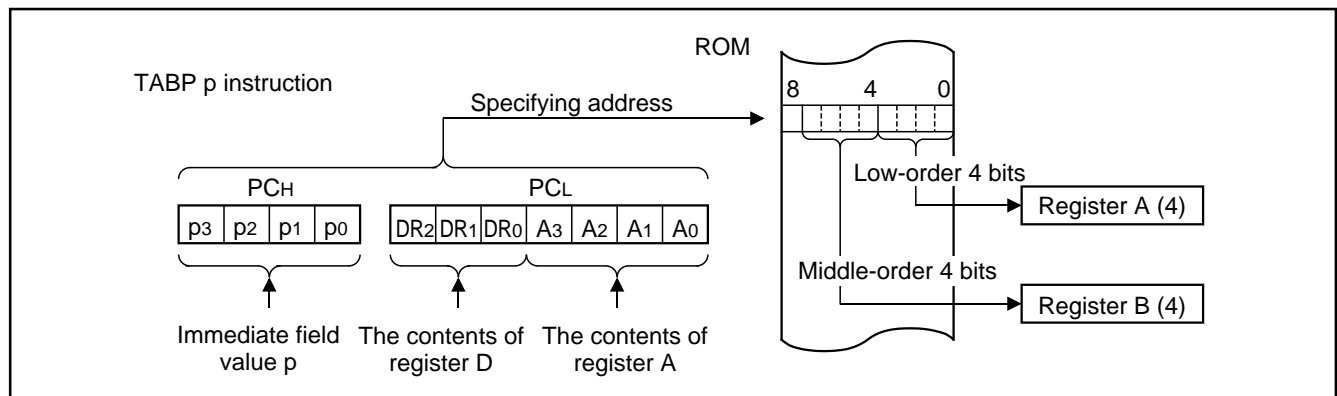 ROM
TABP p instruction
8 4 0
Specifying address
Low-order 4 bits
PCH PCL
Register A (4)
p3 p2 p1 p0 DR2 DR1 DR0 A3 A2 A1 A0
Middle-order 4 bits
Register B (4)
Immediate field
value p
The contents of
register D
The contents of
register A